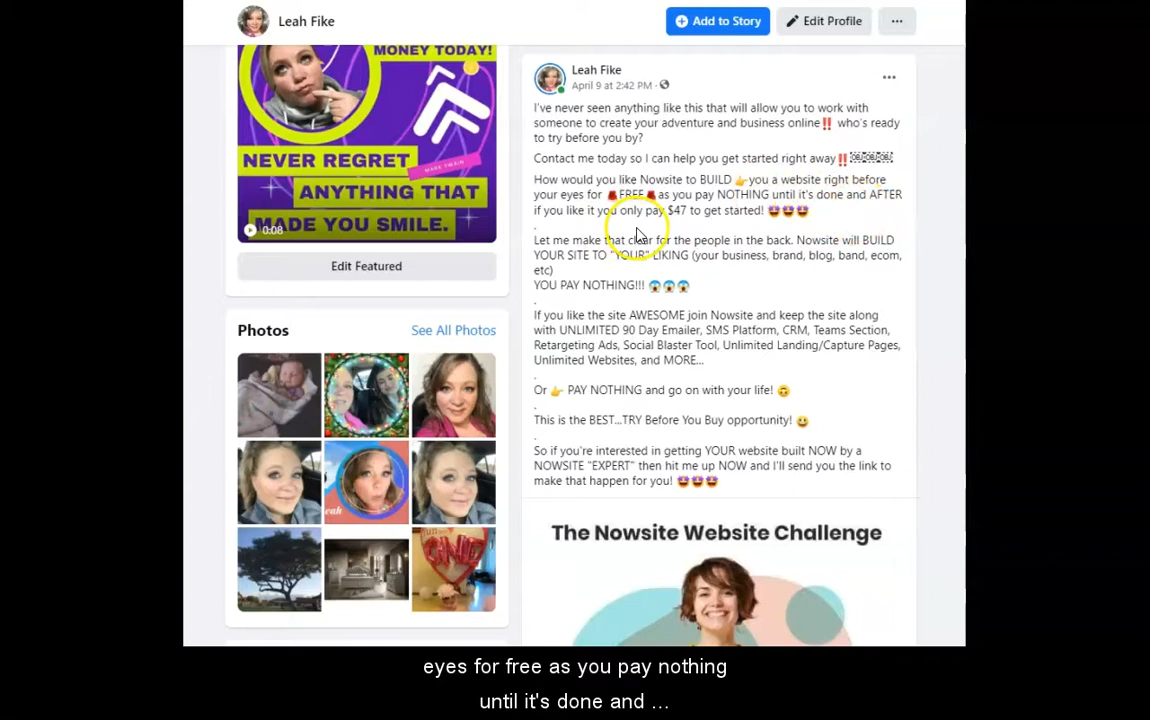 Leah Fike
Add to Story
Edit Profile
MONEY TODAY!
NEVER REGRET
MARK TWAIN
ANYTHING THAT
MADE YOU SMILE.
0:08
Edit Featured
Photos
See All Photos
Leah Fike
April 9 at 2:42 PM ·
I've never seen anything like this that will allow you to work with
someone to create your adventure and business online‼️ who's ready
to try before you by?
Contact me today so I can help you get started right away‼️
How would you like Nowsite to BUILD 👉you a website right before
your eyes for FREE as you pay NOTHING until it's done and AFTER
if you like it you only pay $47 to get started! 🤩🤩🤩
.
Let me make that clear for the people in the back. Nowsite will BUILD
YOUR SITE TO "YOUR" LIKING (your business, brand, blog, band, ecom,
etc)
YOU PAY NOTHING!!! 😱😱😱
.
If you like the site AWESOME join Nowsite and keep the site along
with UNLIMITED 90 Day Emailer, SMS Platform, CRM, Teams Section,
Retargeting Ads, Social Blaster Tool, Unlimited Landing/Capture Pages,
Unlimited Websites, and MORE...
.
Or 👉 PAY NOTHING and go on with your life! 🙃
.
This is the BEST...TRY Before You Buy opportunity! 😀
.
So if you're interested in getting YOUR website built NOW by a
NOWSITE "EXPERT" then hit me up NOW and I'll send you the link to
make that happen for you! 🤩🤩🤩
The Nowsite Website Challenge
eyes for free as you pay nothing
until it's done and ...